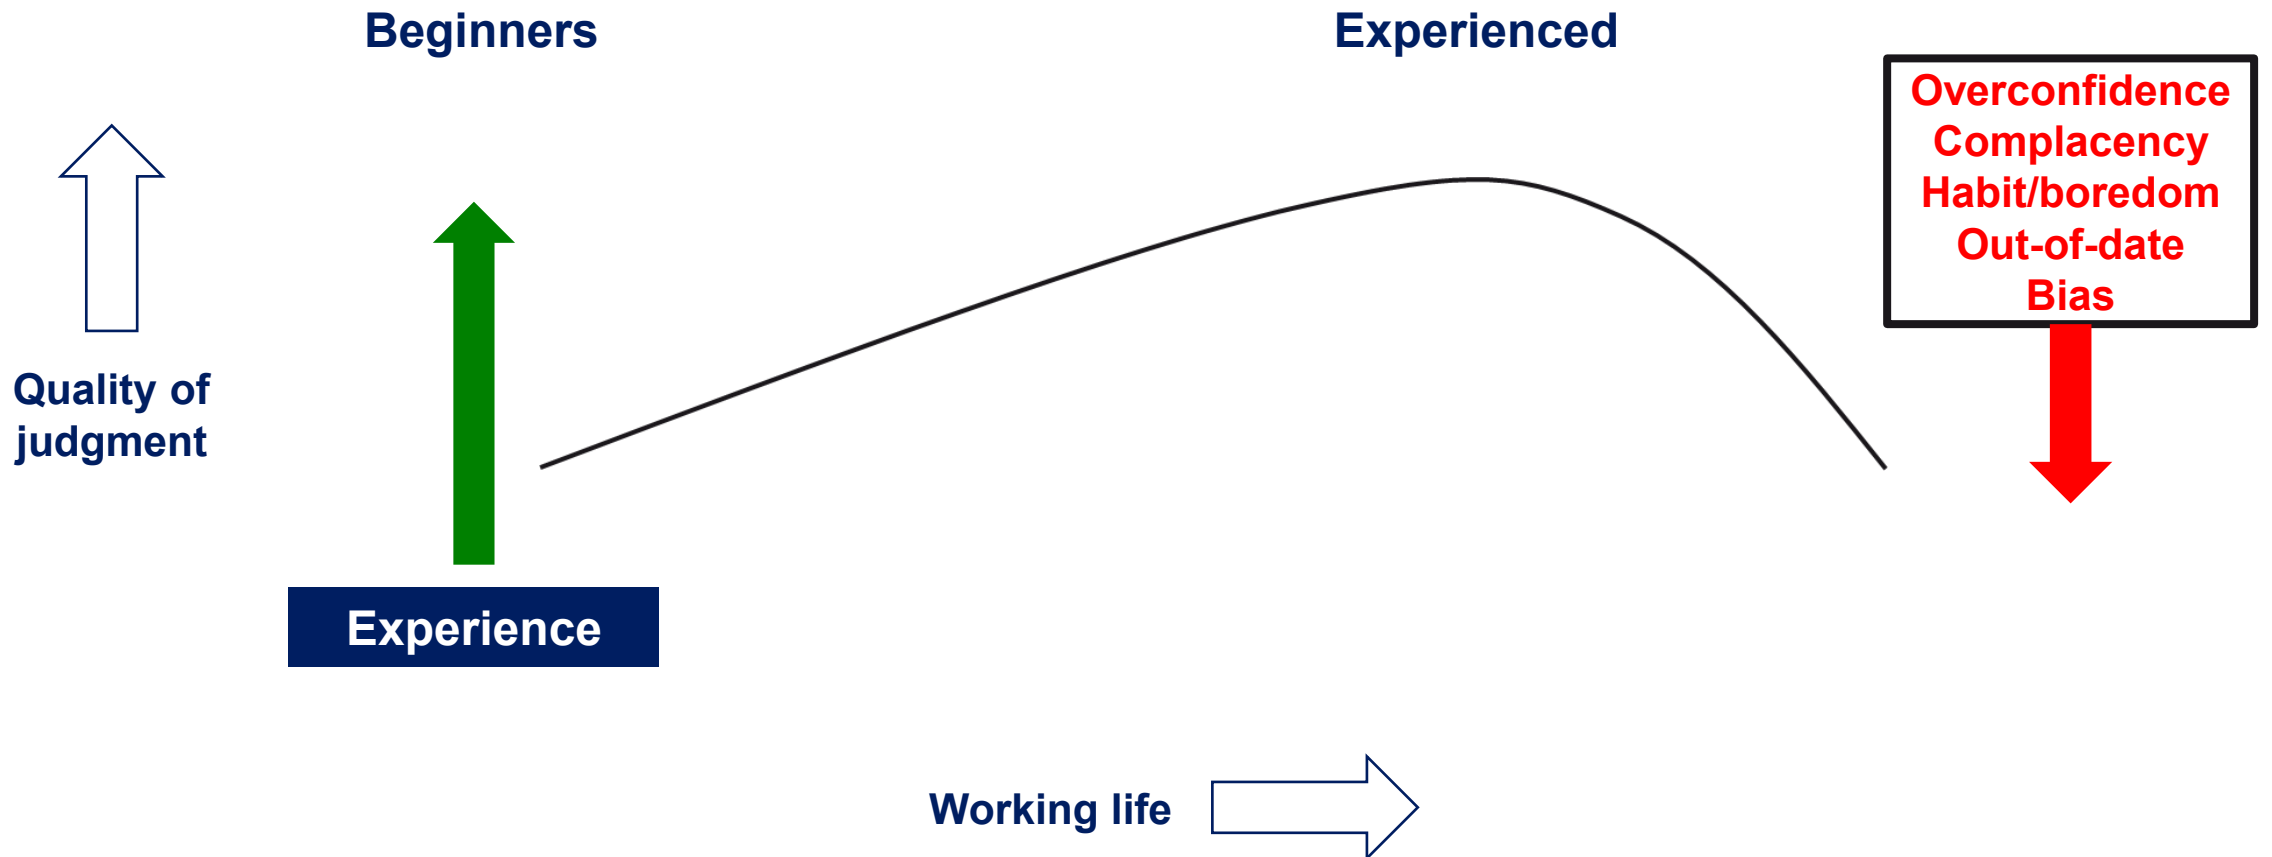 Beginners
Experienced
Overconfidence
Complacency
Habit/boredom
Out-of-date
Bias
Quality of
judgment
Experience
Working life